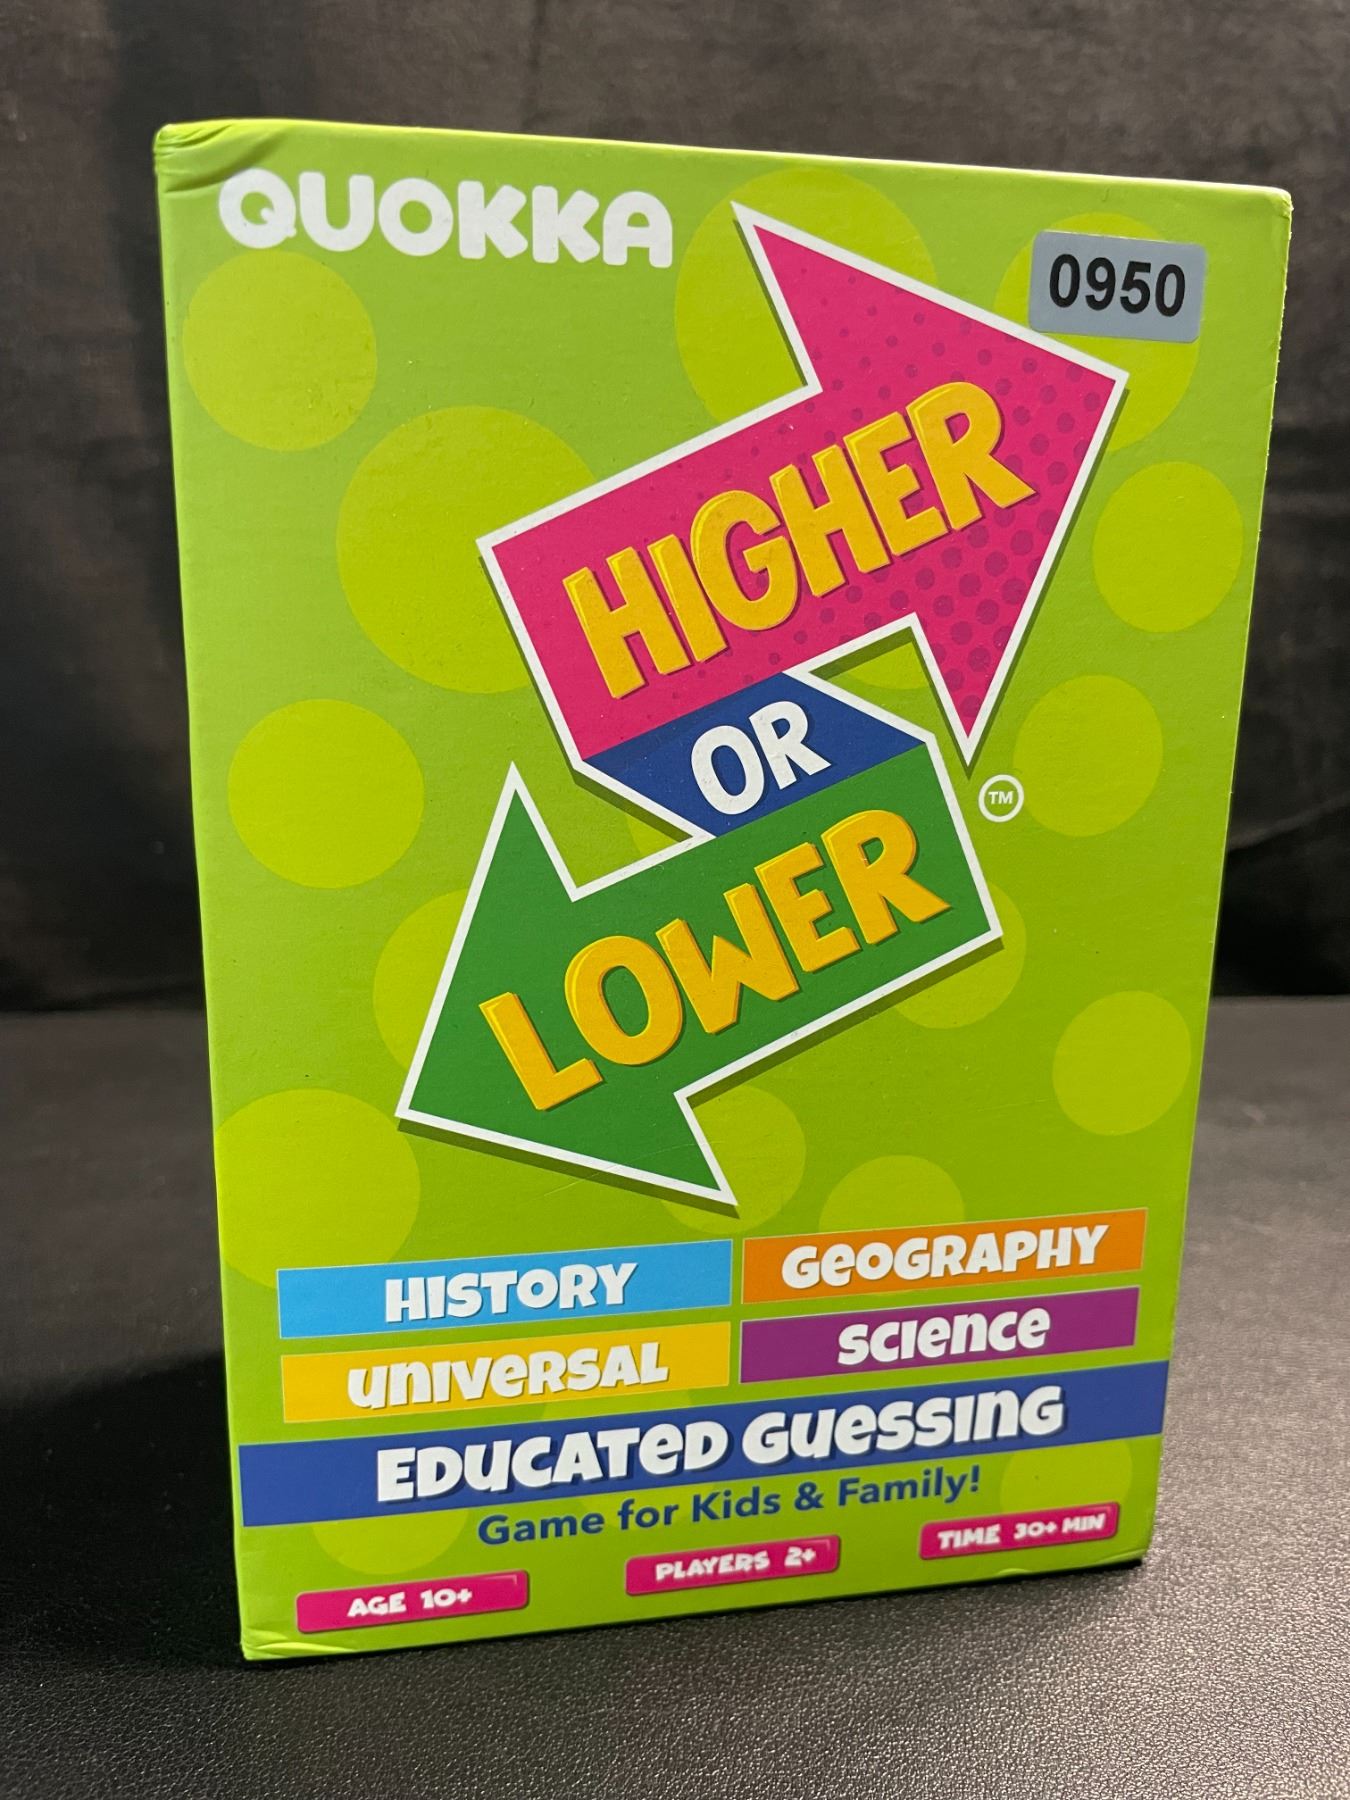 QUOKKA
0950
HIGHER
OR
LOWER
TM
HISTORY
GEOGRAPHY
UNIVERSAL
SCIENCE
EDUCATED GUESSING
Game for Kids & Family!
AGE 10+
PLAYERS 2+
TIME 30+ MIN